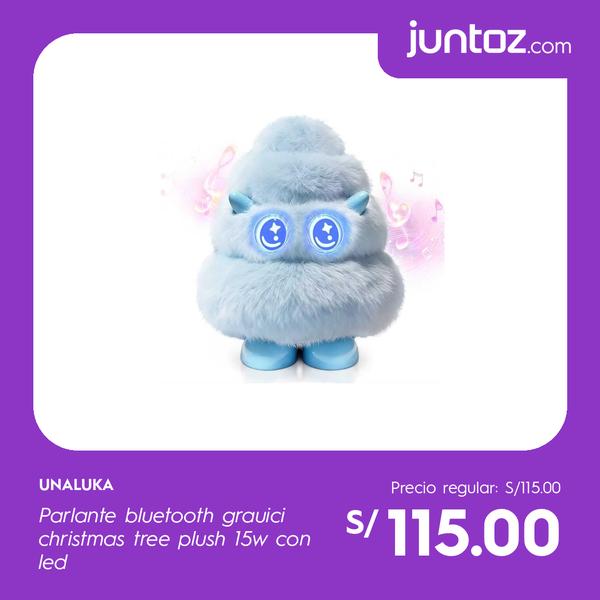 juntoz.com
UNALUKA
Parlante bluetooth grauici
christmas tree plush 15w con
led
Precio regular: S/115.00
S/ 115.00